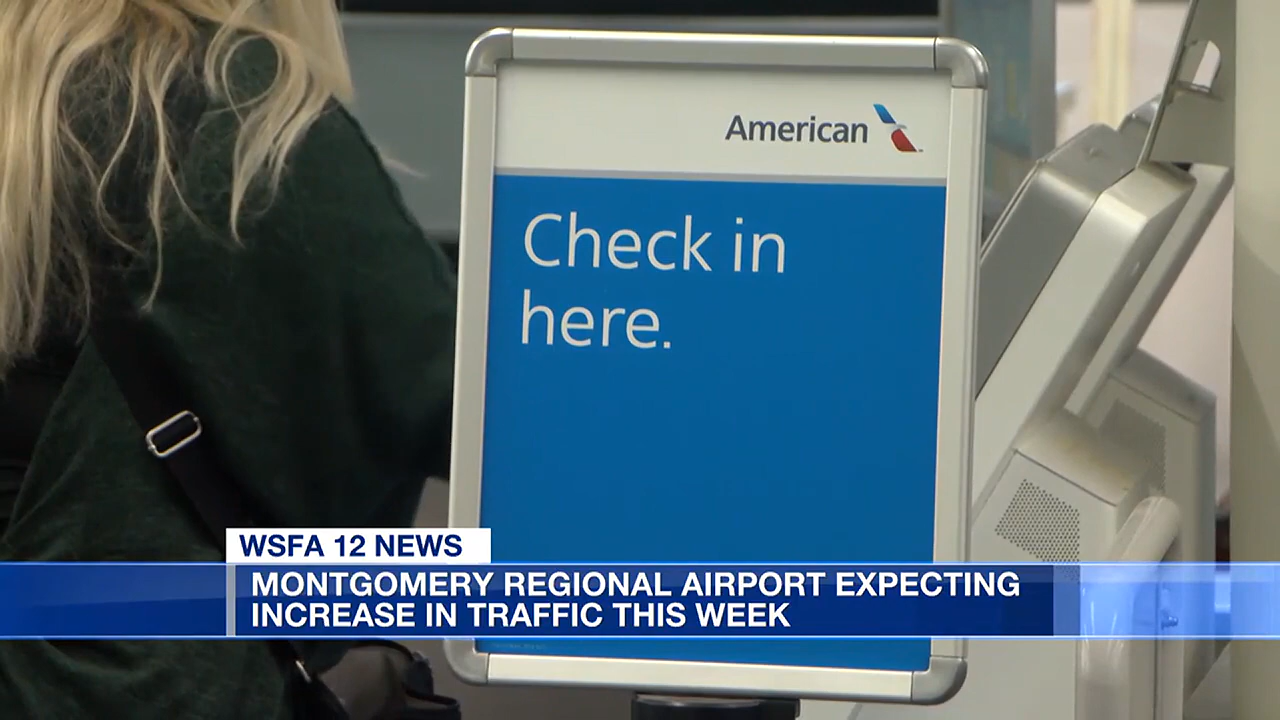 American
Check in
here.
WSFA 12 NEWS
MONTGOMERY REGIONAL AIRPORT EXPECTING
INCREASE IN TRAFFIC THIS WEEK